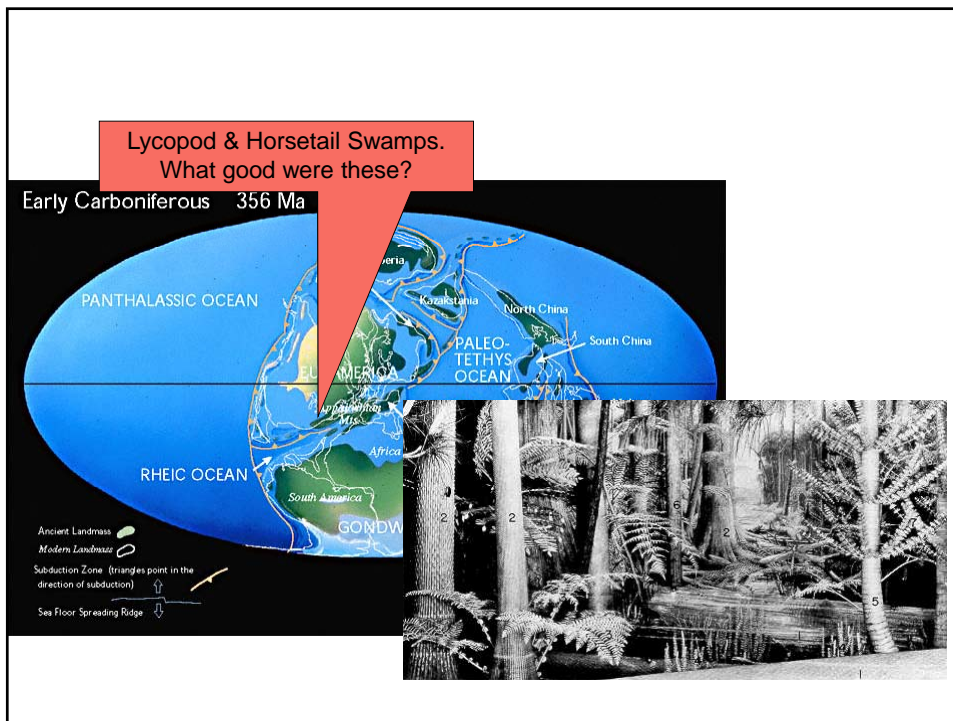 Lycopod & Horsetail Swamps.
What good were these?
Early Carboniferous 356 Ma
PANTHALASSIC OCEAN
Kazakstania
North China
South China
PALEO-
TETHYS
OCEAN
Mts.
Africa
RHEIC OCEAN
South America
Ancient Landmass
Modern Landmass
Subduction Zone (triangles point in the
direction of subduction)
Sea Floor Spreading Ridge
2
2
6
2
5